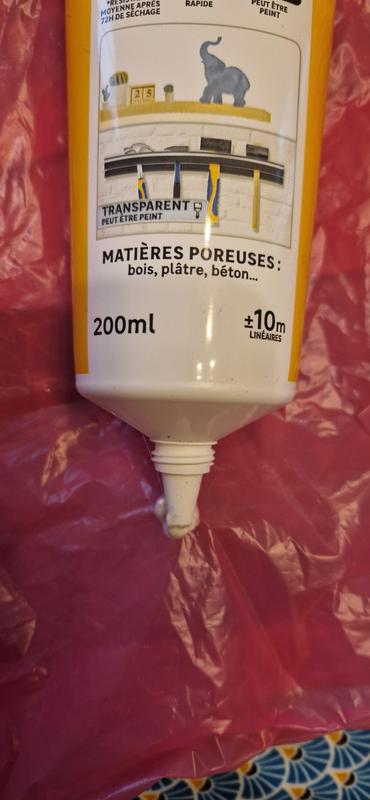 *RÉSIST
MOYENNE APRÈS
72H DE SÉCHAGE
RAPIDE
PEUT ÊTRE
PEINT
25
TRANSPARENT
PEUT ÊTRE PEINT
MATIÈRES POREUSES :
bois, plâtre, béton...
200ml
±10m
LINÉAIRES